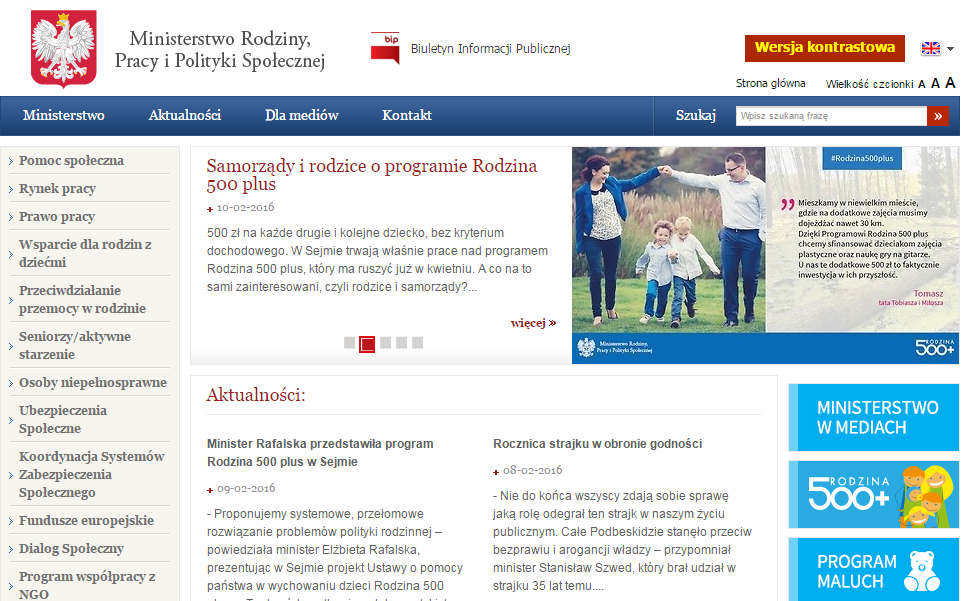 Ministerstwo Rodziny,
Pracy i Polityki Społecznej
bip
Biuletyn Informacji Publicznej
Wersja kontrastowa
Strona główna
Wielkość czcionki A A A
Ministerstwo
Aktualności
Dla mediów
Kontakt
Szukaj
Wpisz szukaną frazę
»
Pomoc społeczna
Rynek pracy
Prawo pracy
Wsparcie dla rodzin z
dziećmi
Przeciwdziałanie
przemocy w rodzinie
Seniorzy/aktywne
starzenie
Osoby niepełnosprawne
Ubezpieczenia
Społeczne
Koordynacja Systemów
Zabezpieczenia
Społecznego
Fundusze europejskie
Dialog Społeczny
Program współpracy z
NGO
Samorządy i rodzice o programie Rodzina
500 plus
10-02-2016
500 zł na każde drugie i kolejne dziecko, bez kryterium
dochodowego. W Sejmie trwają właśnie prace nad programem
Rodzina 500 plus, który ma ruszyć już w kwietniu. A co na to
sami zainteresowani, czyli rodzice i samorządy?...
więcej »
#Rodzina500plus
Mieszkamy w niewielkim mieście,
gdzie na dodatkowe zajęcia musimy
dojeżdżać nawet 30 km.
Dzięki Programowi Rodzina 500 plus
chcemy sfinansować dzieciakom zajęcia
plastyczne oraz naukę gry na gitarze.
U nas te dodatkowe 500 zł to faktycznie
inwestycja w ich przyszłość.
Tomasz
tata Tobiasza i Miłosza
Ministerstwo Rodziny,
Pracy i Polityki Społecznej
RODZINA
500+
Aktualności:
Minister Rafalska przedstawiła program
Rodzina 500 plus w Sejmie
09-02-2016
- Proponujemy systemowe, przełomowe
rozwiązanie problemów polityki rodzinnej –
powiedziała minister Elżbieta Rafalska,
prezentując w Sejmie projekt Ustawy o pomocy
państwa w wychowaniu dzieci Rodzina 500
Rocznica strajku w obronie godności
08-02-2016
- Nie do końca wszyscy zdają sobie sprawę
jaką rolę odegrał ten strajk w naszym życiu
publicznym. Całe Podbeskidzie stanęło przeciw
bezprawiu i arogancji władzy – przypomniał
minister Stanisław Szwed, który brał udział w
strajku 35 lat temu....
MINISTERSTWO
W MEDIACH
RODZINA
500+
PROGRAM
MALUCH